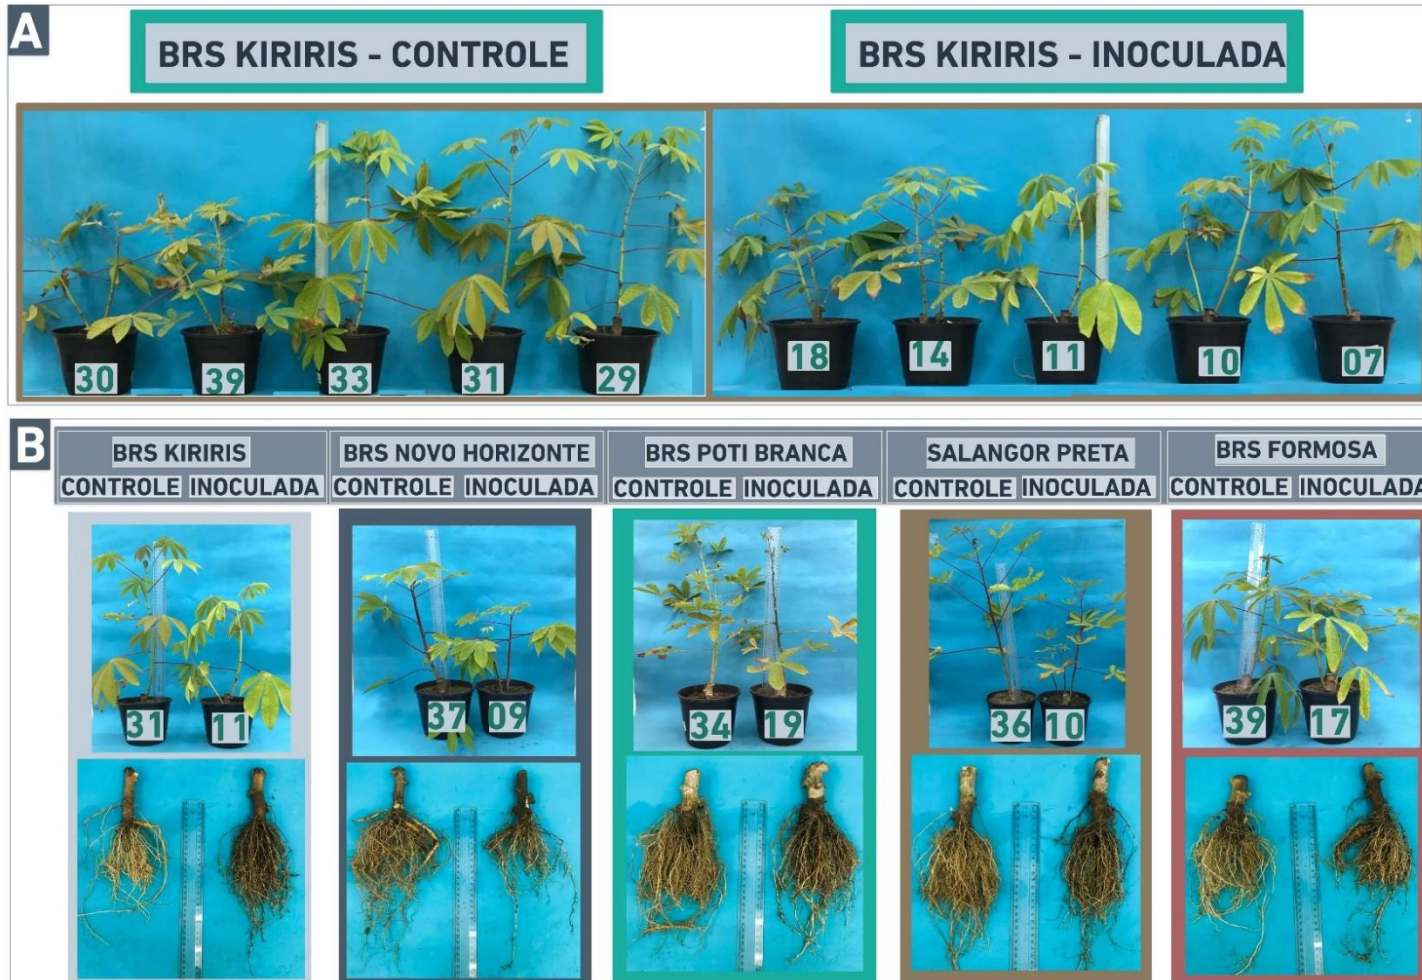 A
BRS KIRIRIS - CONTROLE
BRS KIRIRIS - INOCULADA
30
39
33
31
29
18
14
11
10
07
B
BRS KIRIRIS
CONTROLE INOCULADA
BRS NOVO HORIZONTE
CONTROLE INOCULADA
BRS POTI BRANCA
CONTROLE INOCULADA
SALANGOR PRETA
CONTROLE INOCULADA
BRS FORMOSA
CONTROLE INOCULADA
31
11
37
09
34
19
36
10
39
17